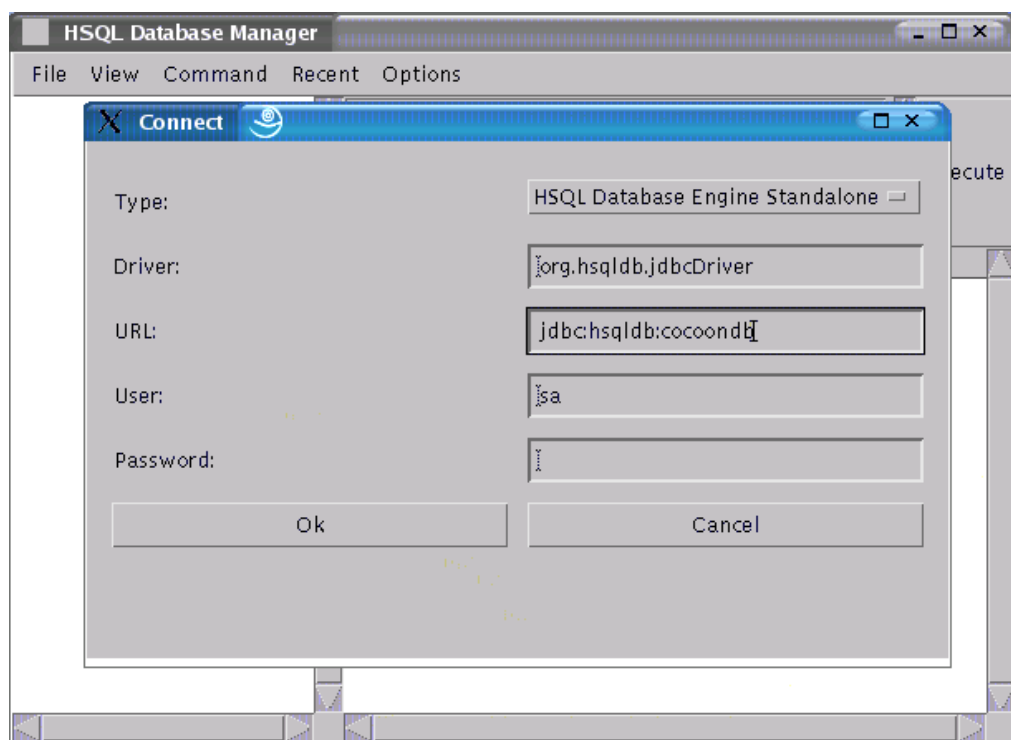 HSQL Database Manager
File View Command Recent Options
Connect
ecute
Type: HSQL Database Engine Standalone
Driver: org.hsqldb.jdbcDriver
URL: jdbc:hsqldb:cocoondb
User: sa
Password:
Ok Cancel